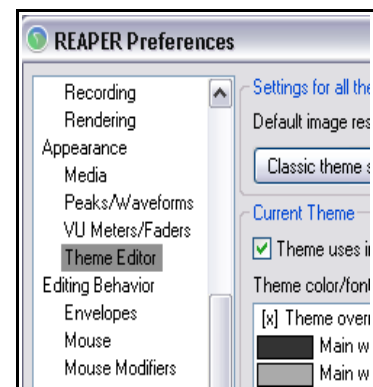 REAPER Preferences
Recording
Rendering
Appearance
Media
Peaks/Waveforms
VU Meters/Faders
Theme Editor
Editing Behavior
Envelopes
Mouse
Mouse Modifiers
Settings for all the
Default image res
Classic theme s
Current Theme
Theme uses i
Theme color/font
[x] Theme overr
Main w
Main w